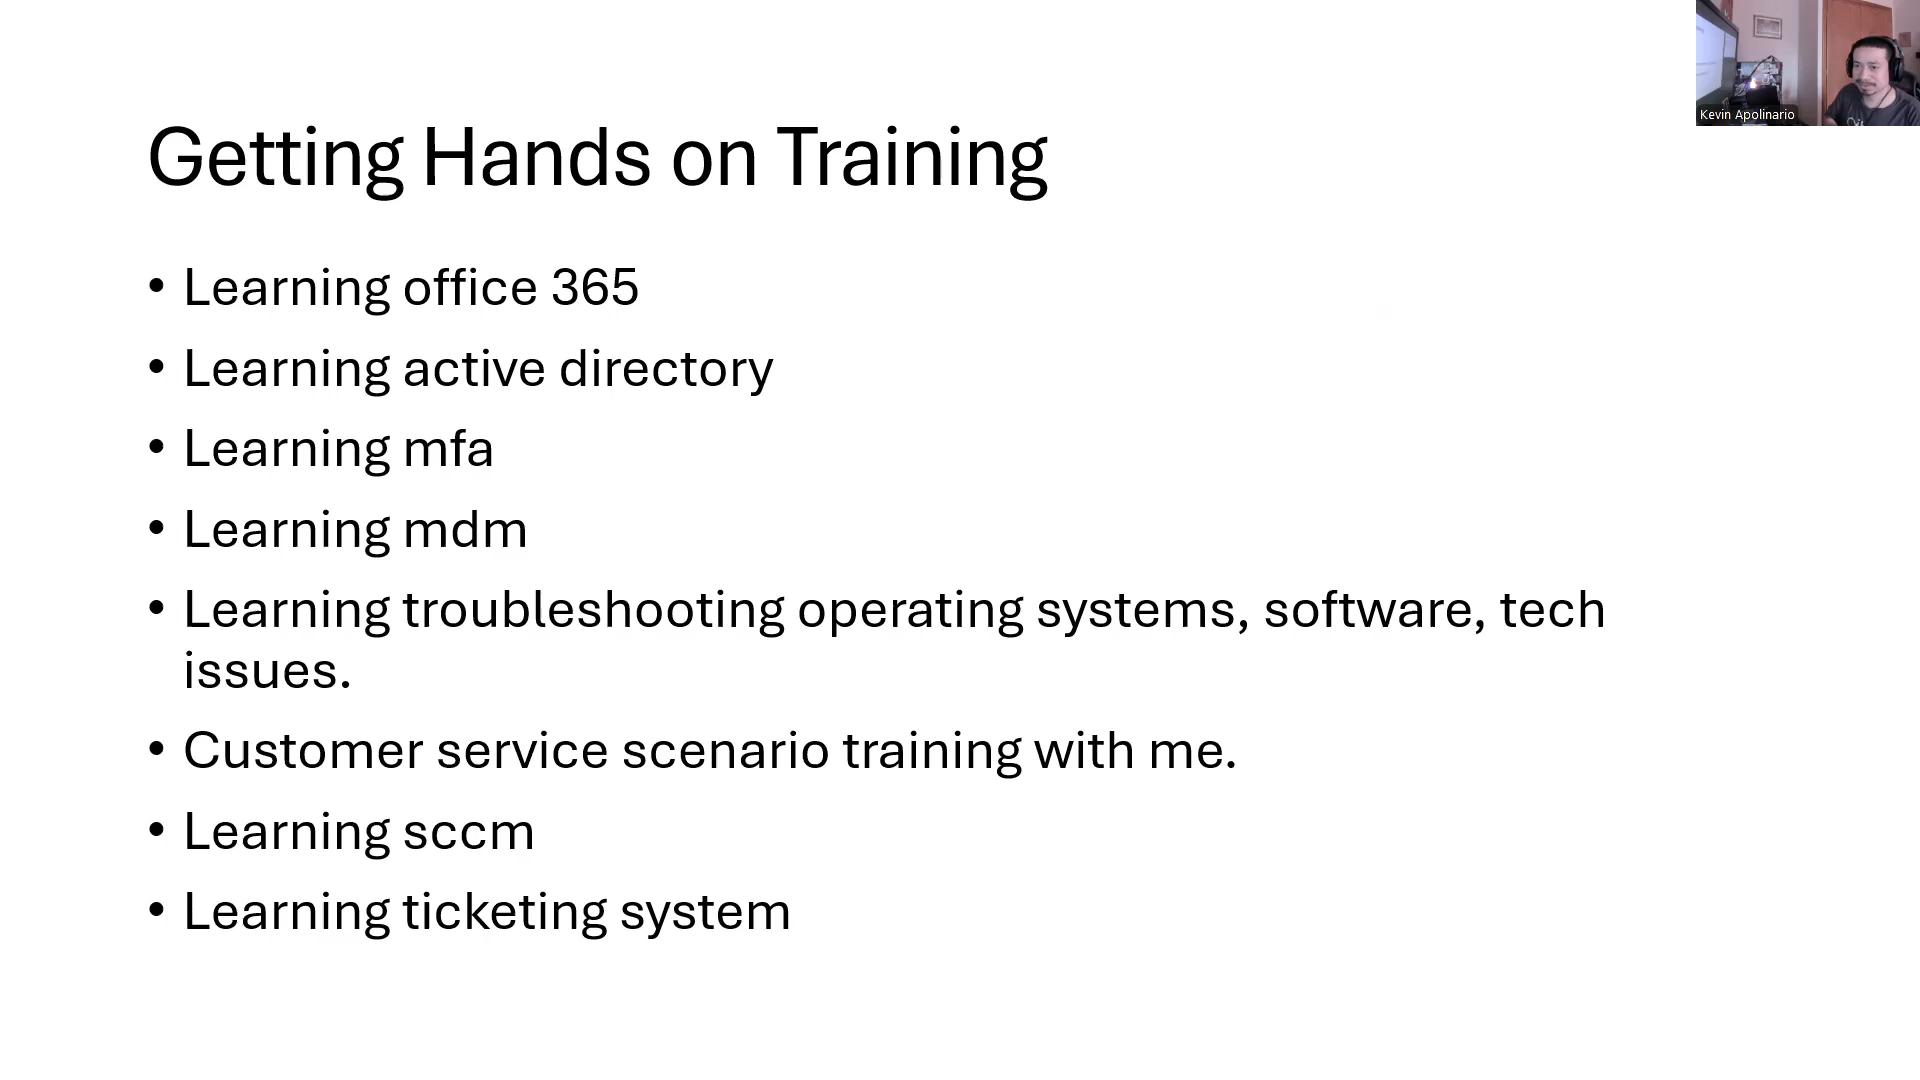 Kevin Apolinario
Getting Hands on Training
• Learning office 365
• Learning active directory
• Learning mfa
• Learning mdm
• Learning troubleshooting operating systems, software, tech
issues.
• Customer service scenario training with me.
• Learning sccm
• Learning ticketing system